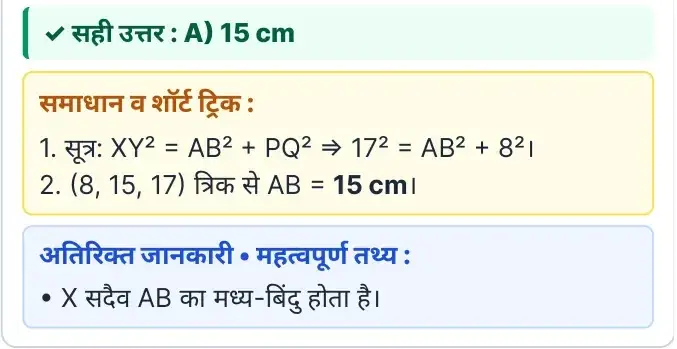 ✓ सही उत्तर : A) 15 cm
समाधान व शॉर्ट ट्रिक :
1. सूत्र: XY² = AB² + PQ² ⇒ 17² = AB² + 8²।
2. (8, 15, 17) त्रिक से AB = 15 cm।
अतिरिक्त जानकारी • महत्वपूर्ण तथ्य :
• X सदैव AB का मध्य-बिंदु होता है।